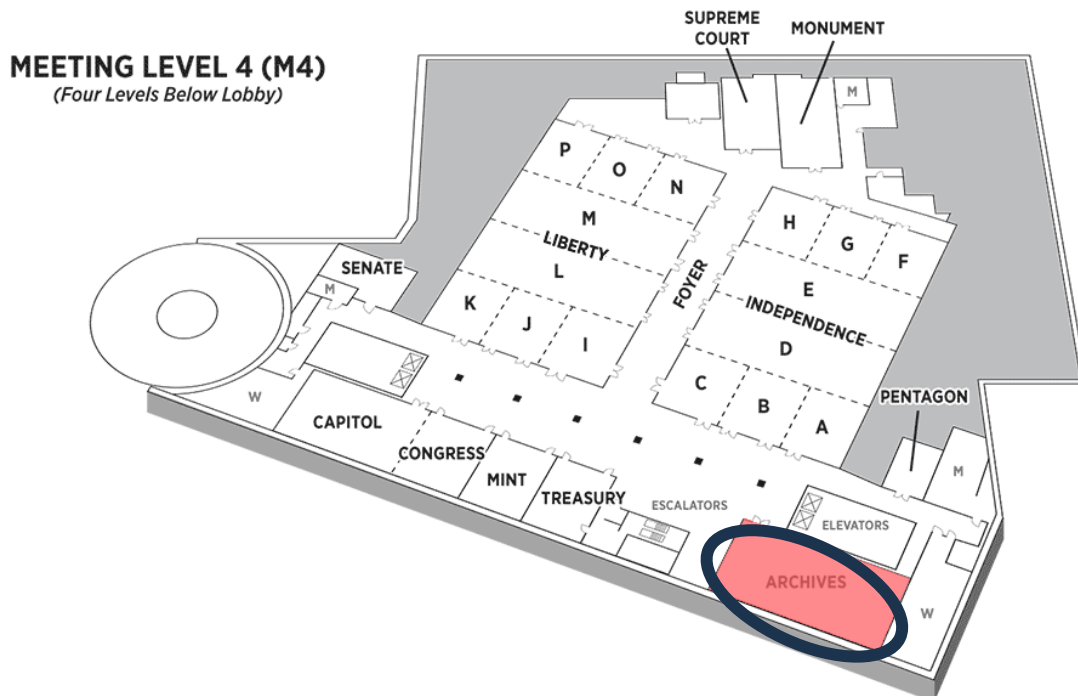 SUPREME
COURT
MONUMENT
MEETING LEVEL 4 (M4)
(Four Levels Below Lobby)
M
P
O
N
M
LIBERTY
L
K
J
I
FOYER
H
G
F
E
INDEPENDENCE
D
C
B
A
SENATE
M
W
CAPITOL
CONGRESS
MINT
TREASURY
ESCALATORS
ELEVATORS
PENTAGON
M
ARCHIVES
W